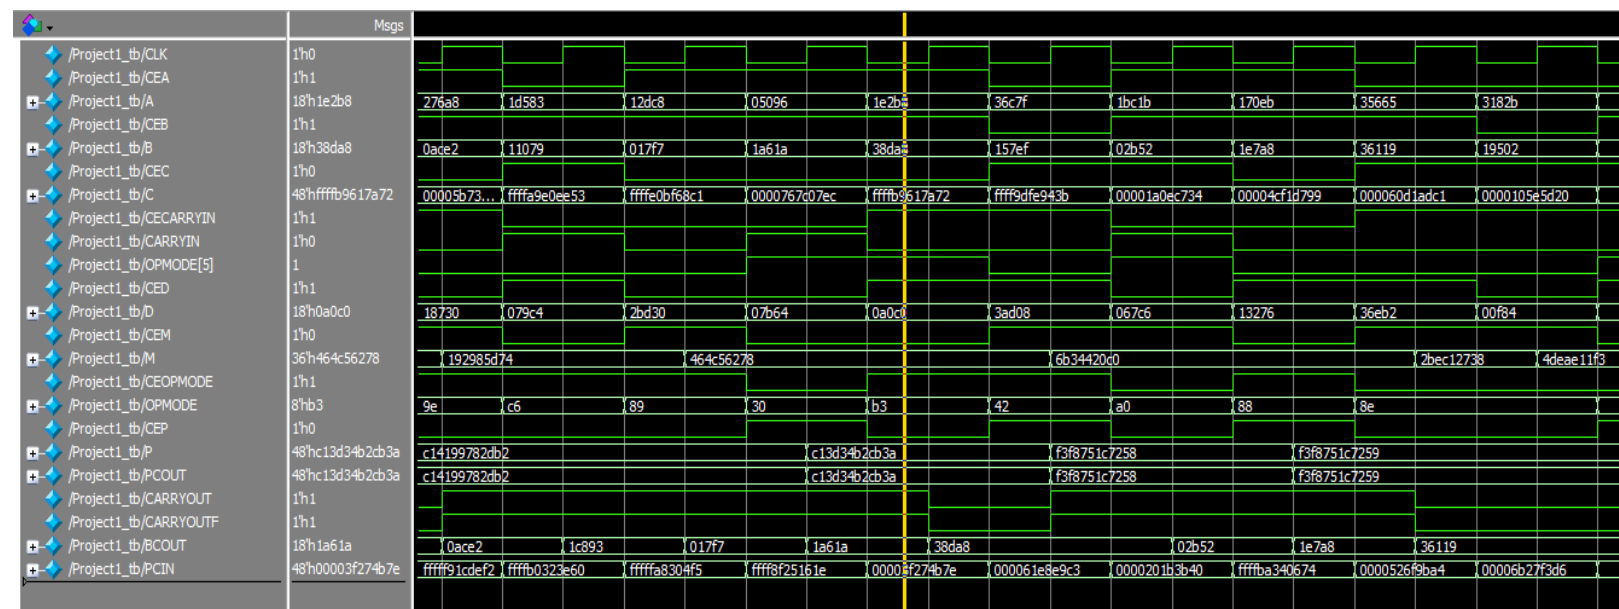 Msgs
/Project1_tb/CLK 1'h0
/Project1_tb/CEA 1'h1
/Project1_tb/A 18'h1e2b8 276a8 1d583 12dc8 05096 1e2b 36c7f 1bc1b 170eb 35665 3182b
/Project1_tb/CEB 1'h1
/Project1_tb/B 18'h38da8 0ace2 11079 017f7 1a61a 38da 157ef 02b52 1e7a8 36119 19502
/Project1_tb/CEC 1'h0
/Project1_tb/C 48'hffffb9617a72 00005b73... ffffa9e0ee53 ffffe0bf68c1 0000767c07ec ffffb9617a72 ffff9dfe943b 00001a0ec734 00004cf1d799 000060d1adc1 0000105e5d20
/Project1_tb/CECARRYIN 1'h1
/Project1_tb/CARRYIN 1'h0
/Project1_tb/OPMODE[5] 1
/Project1_tb/CED 1'h1
/Project1_tb/D 18'h0a0c0 18730 079c4 2bd30 07b64 0a0c0 3ad08 067c6 13276 36eb2 00f84
/Project1_tb/CEM 1'h0
/Project1_tb/M 36'h464c56278 192985d74 464c56278 6b34420c0 2bec12738 4deae11f3
/Project1_tb/CEOPMODE 1'h1
/Project1_tb/OPMODE 8'hb3 9e c6 89 30 b3 42 a0 88 8e
/Project1_tb/CEP 1'h0
/Project1_tb/P 48'hc13d34b2cb3a c14199782db2 c13d34b2cb3a f3f8751c7258 f3f8751c7259
/Project1_tb/PCOUT 48'hc13d34b2cb3a c14199782db2 c13d34b2cb3a f3f8751c7258 f3f8751c7259
/Project1_tb/CARRYOUT 1'h1
/Project1_tb/CARRYOUTF 1'h1
/Project1_tb/BCOUT 18'h1a61a 0ace2 1c893 017f7 1a61a 38da8 02b52 1e7a8 36119
/Project1_tb/PCIN 48'h00003f274b7e fffff91cdef2 ffffb0323e60 fffffa8304f5 ffff8f25161e 00003f274b7e 000061e8e9c3 0000201b3b40 ffffba340674 0000526f9ba4 00006b27f3d6